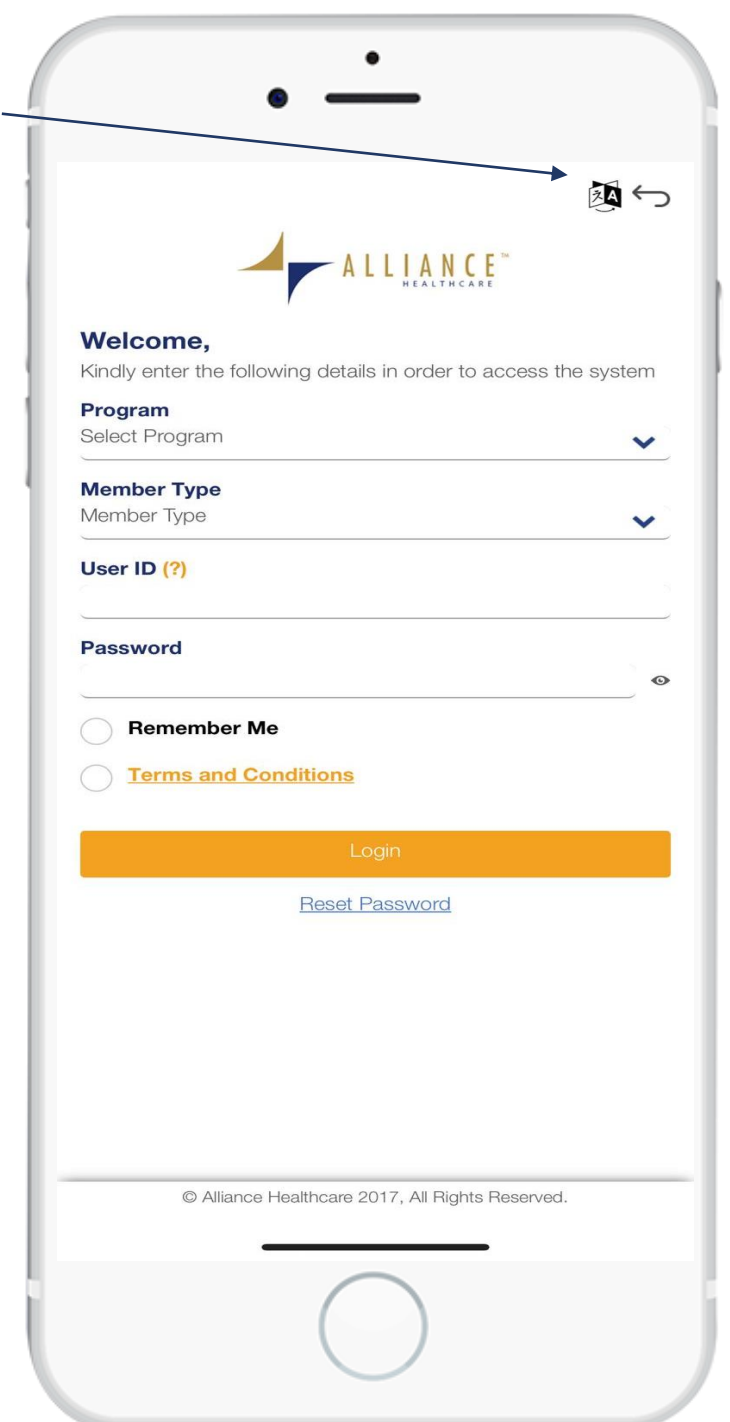 A
ALLIANCE™
HEALTHCARE
Welcome,
Kindly enter the following details in order to access the system
Program
Select Program
Member Type
Member Type
User ID (?)
Password
Remember Me
Terms and Conditions
Login
Reset Password
© Alliance Healthcare 2017, All Rights Reserved.